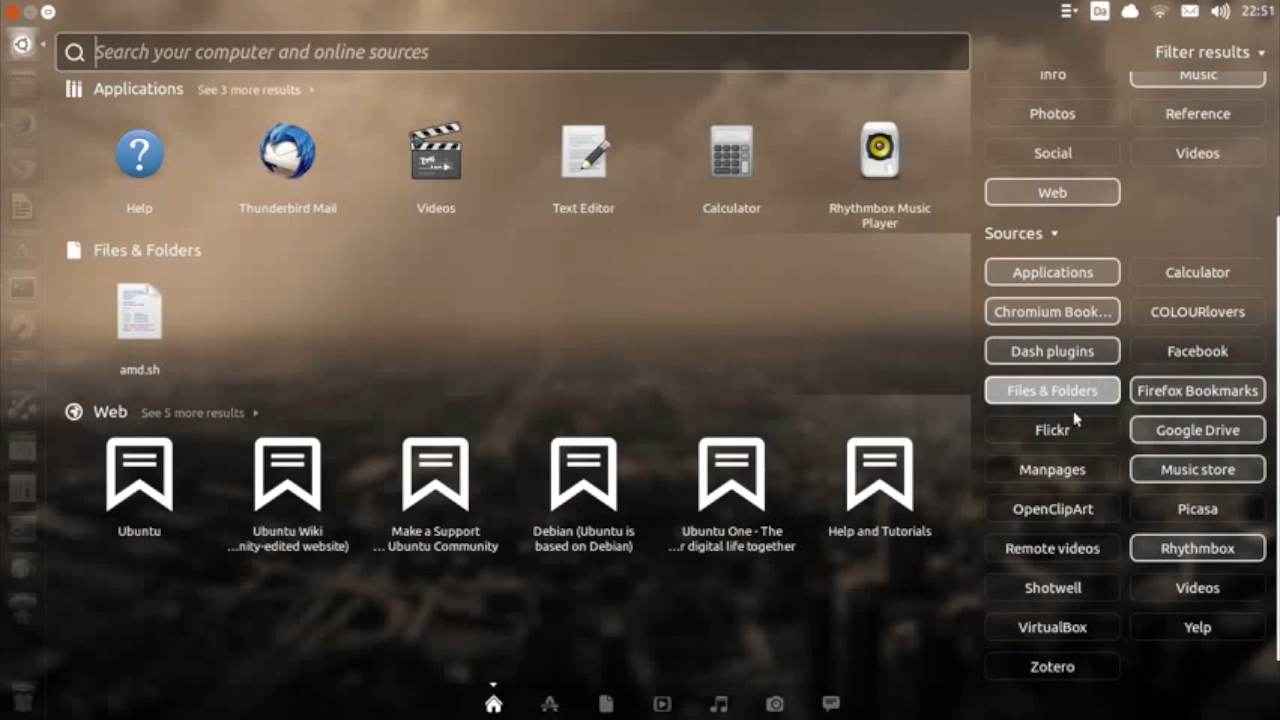 Da
22:51
Search your computer and online sources
Filter results
Applications
See 3 more results
Help
Thunderbird Mail
Videos
Text Editor
Calculator
Rhythmbox Music
Player
Files & Folders
amd.sh
Web
See 5 more results
Ubuntu
Ubuntu Wiki
...nity-edited website)
Make a Support
... Ubuntu Community
Debian (Ubuntu is
based on Debian)
Ubuntu One - The
...r digital life together
Help and Tutorials
Info
Music
Photos
Reference
Social
Videos
Web
Sources
Applications
Calculator
Chromium Book...
COLOURlovers
Dash plugins
Facebook
Files & Folders
Firefox Bookmarks
Flickr
Google Drive
Manpages
Music store
OpenClipArt
Picasa
Remote videos
Rhythmbox
Shotwell
Videos
VirtualBox
Yelp
Zotero